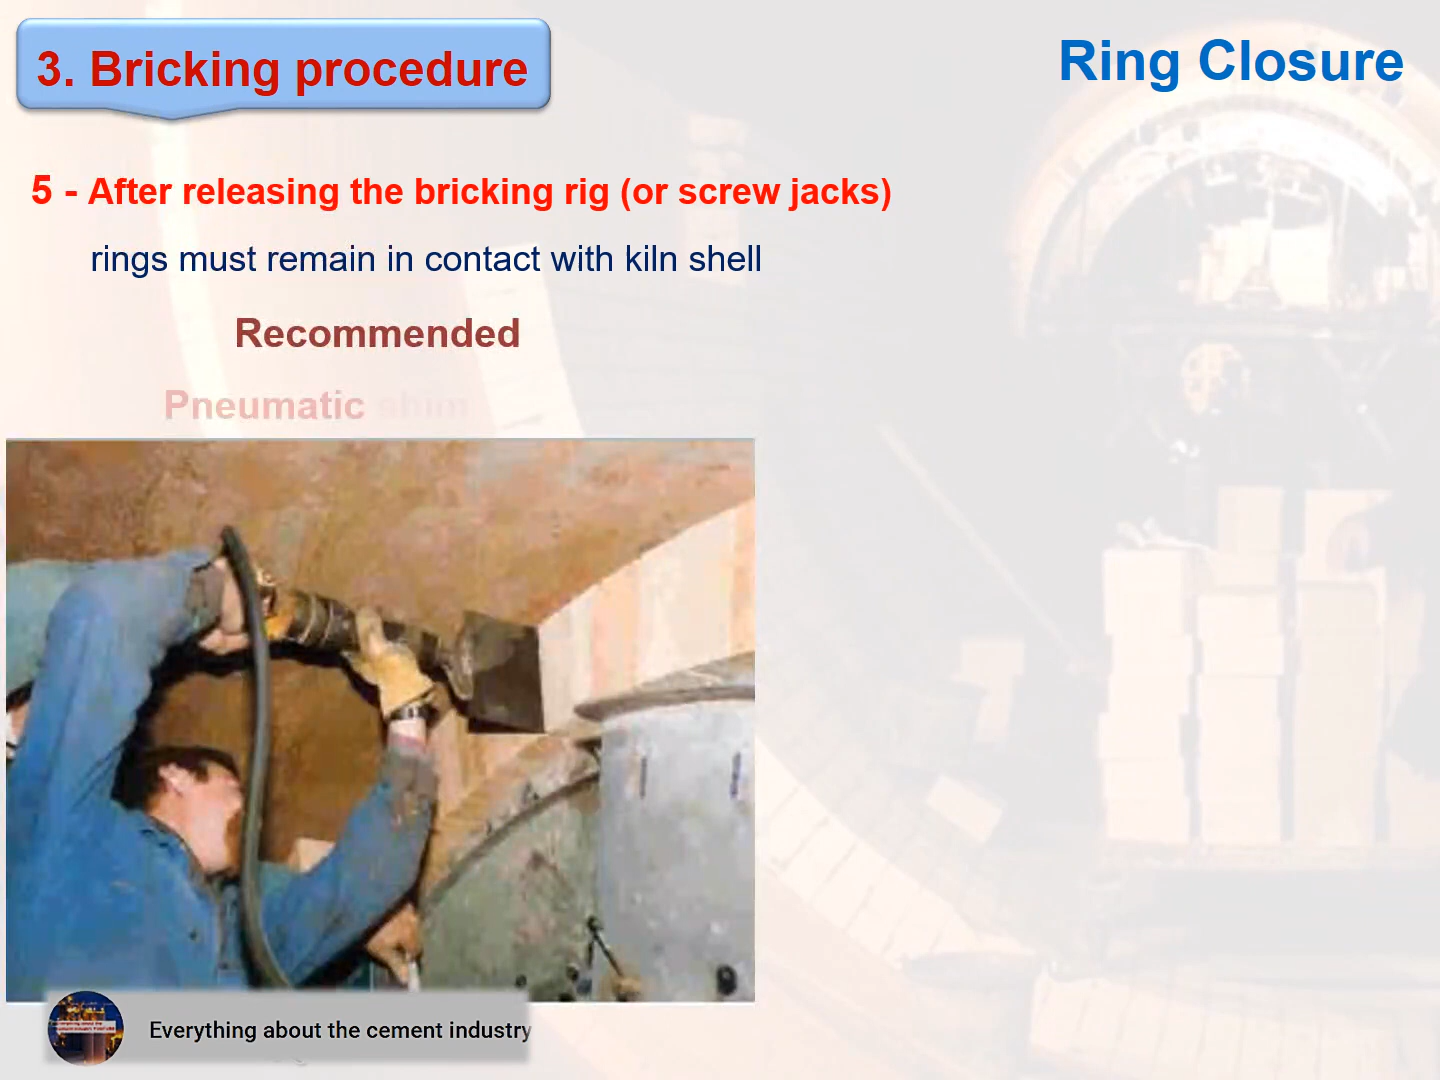 3. Bricking procedure
Ring Closure
5 - After releasing the bricking rig (or screw jacks)
rings must remain in contact with kiln shell
Recommended
Pneumatic shim
Everything about the cement industry